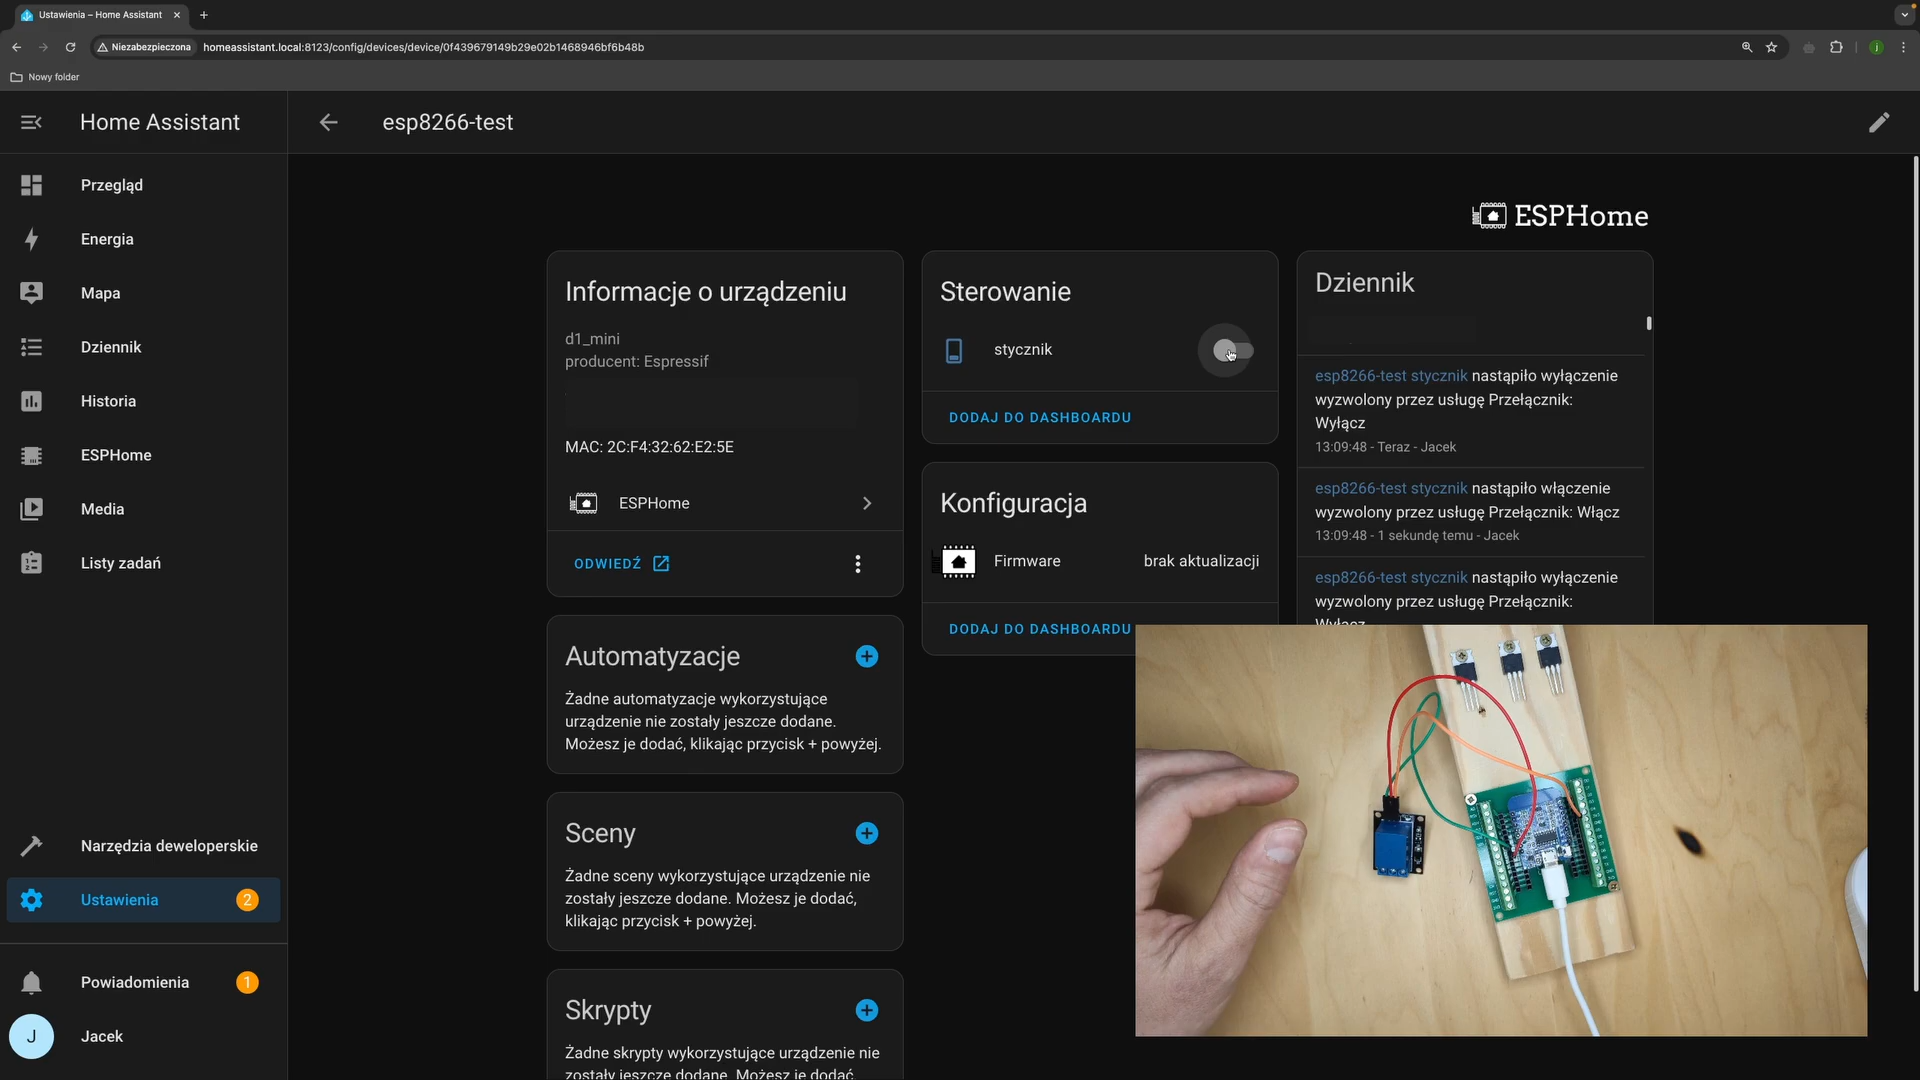 Ustawienia – Home Assistant
Niezabezpieczona
homeassistant.local:8123/config/devices/device/0f439679149b29e02b1468946bf6b48b
j
Nowy folder
Home Assistant
esp8266-test
Przegląd
Energia
Mapa
Dziennik
Historia
ESPHome
Media
Listy zadań
Narzędzia deweloperskie
Ustawienia
2
Powiadomienia
1
J
Jacek
ESPHome
Informacje o urządzeniu
d1_mini
producent: Espressif
MAC: 2C:F4:32:62:E2:5E
ESPHome
ODWIEDŹ
Automatyzacje
Żadne automatyzacje wykorzystujące
urządzenie nie zostały jeszcze dodane.
Możesz je dodać, klikając przycisk + powyżej.
Sceny
Żadne sceny wykorzystujące urządzenie nie
zostały jeszcze dodane. Możesz je dodać,
klikając przycisk + powyżej.
Skrypty
Żadne skrypty wykorzystujące urządzenie nie
zostały jeszcze dodane. Możesz je dodać,
Sterowanie
stycznik
DODAJ DO DASHBOARDU
Konfiguracja
Firmware
brak aktualizacji
DODAJ DO DASHBOARDU
Dziennik
esp8266-test stycznik nastąpiło wyłączenie
wyzwolony przez usługę Przełącznik:
Wyłącz
13:09:48 - Teraz - Jacek
esp8266-test stycznik nastąpiło włączenie
wyzwolony przez usługę Przełącznik: Włącz
13:09:48 - 1 sekundę temu - Jacek
esp8266-test stycznik nastąpiło wyłączenie
wyzwolony przez usługę Przełącznik:
Wyłącz